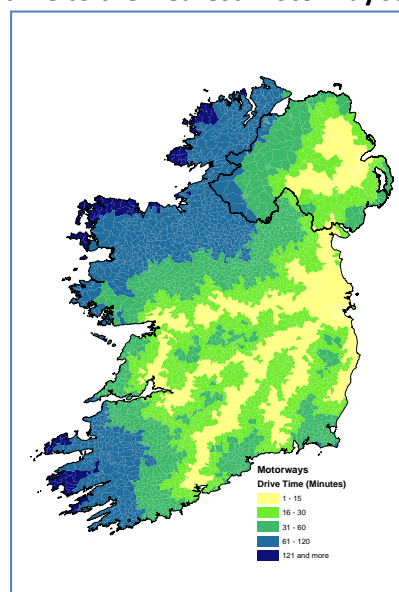 Motorways
Drive Time (Minutes)
1 - 15
16 - 30
31 - 60
61 - 120
121 and more